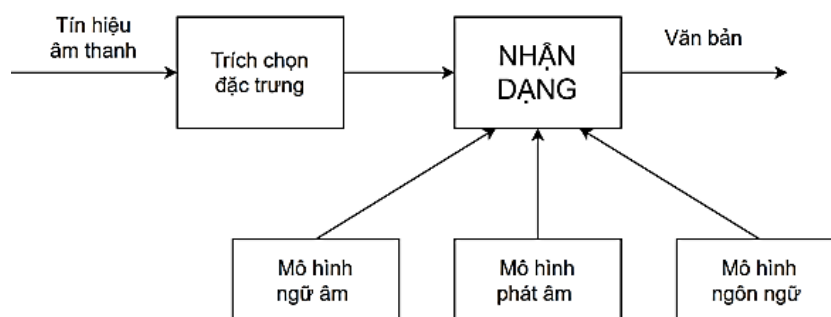 Tín hiệu
âm thanh
Trích chọn
đặc trưng
NHẬN
DẠNG
Văn bản
Mô hình
ngữ âm
Mô hình
phát âm
Mô hình
ngôn ngữ